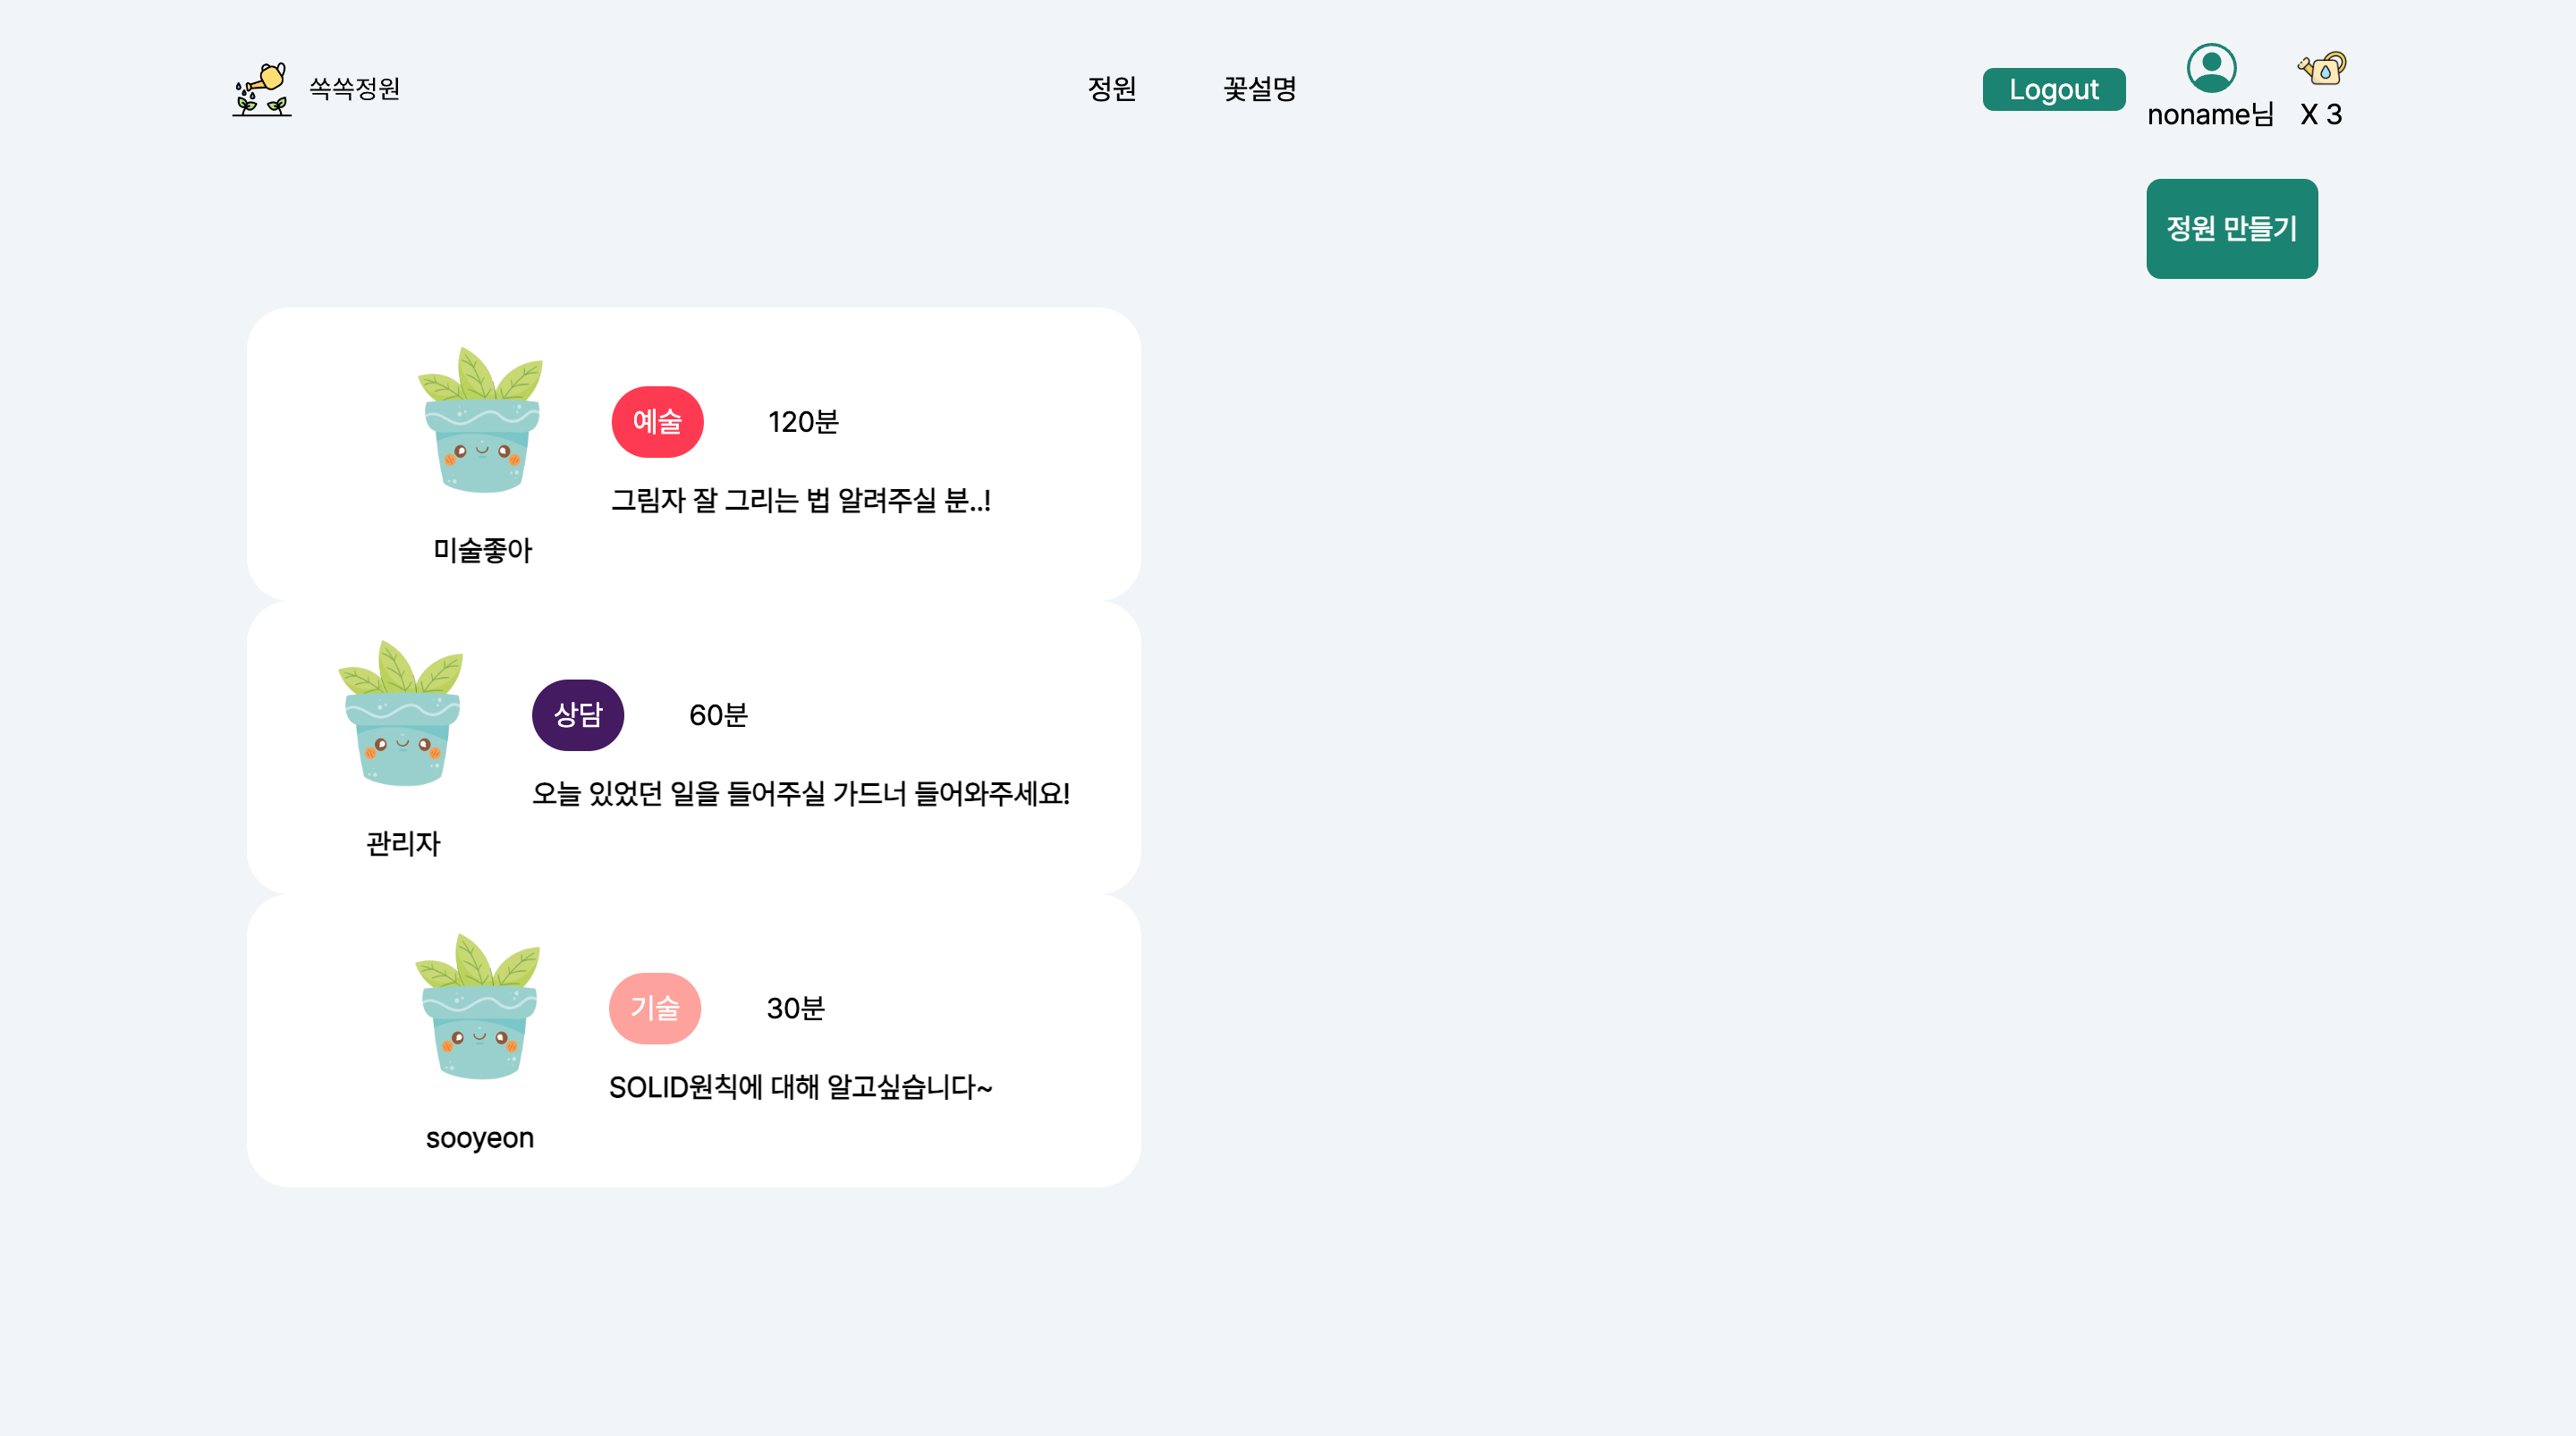 쏙쏙정원
정원
꽃설명
Logout
noname님
X 3
정원 만들기
예술
120분
그림자 잘 그리는 법 알려주실 분..!
미술좋아
상담
60분
오늘 있었던 일을 들어주실 가드너 들어와주세요!
관리자
기술
30분
SOLID원칙에 대해 알고싶습니다~
sooyeon